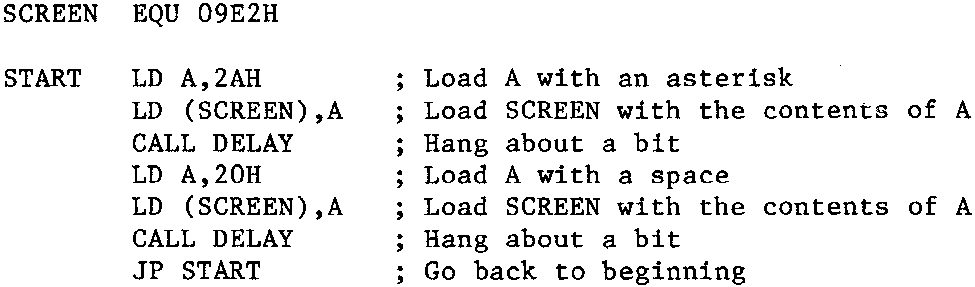 SCREEN EQU 09E2H
START LD A,2AH ; Load A with an asterisk
LD (SCREEN),A ; Load SCREEN with the contents of A
CALL DELAY ; Hang about a bit
LD A,20H ; Load A with a space
LD (SCREEN),A ; Load SCREEN with the contents of A
CALL DELAY ; Hang about a bit
JP START ; Go back to beginning